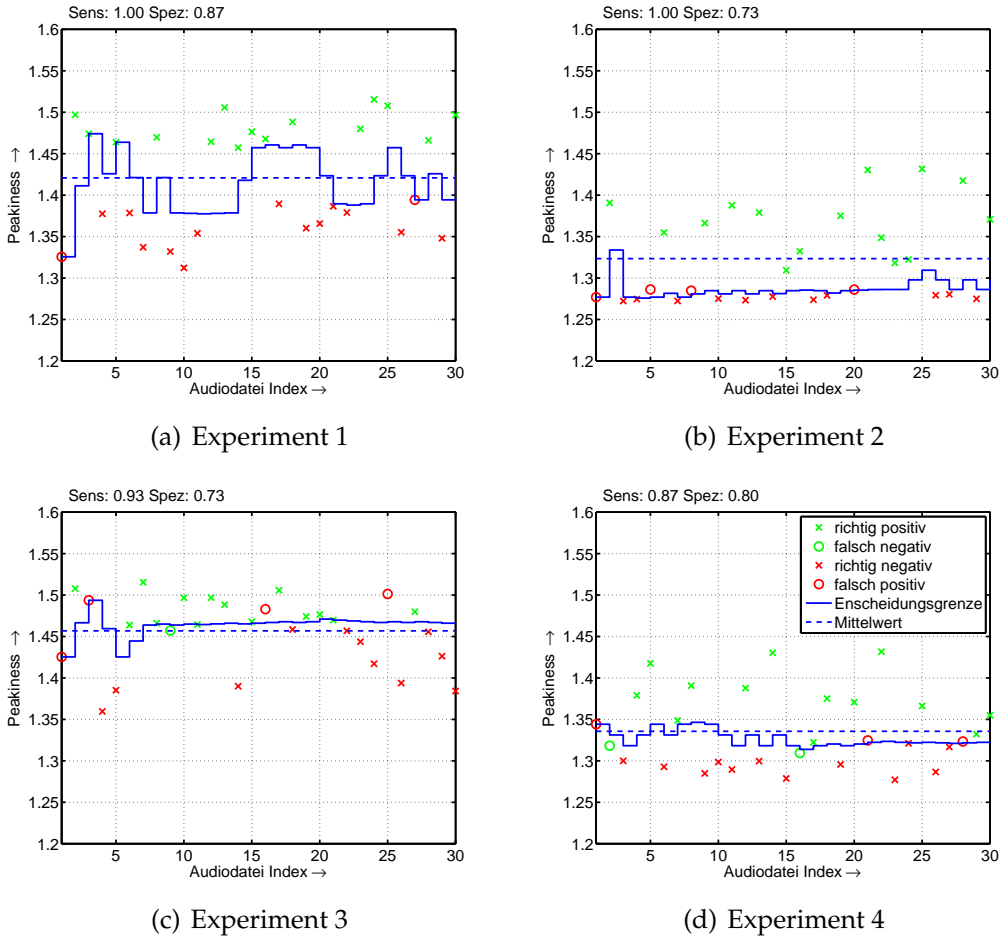 Sens: 1.00 Spez: 0.87
1.6
1.55
1.5
1.45
1.4
1.35
1.3
1.25
1.2
Peakiness →
5 10 15 20 25 30
Audiodatei Index →
(a) Experiment 1
Sens: 1.00 Spez: 0.73
1.6
1.55
1.5
1.45
1.4
1.35
1.3
1.25
1.2
Peakiness →
5 10 15 20 25 30
Audiodatei Index →
(b) Experiment 2
Sens: 0.93 Spez: 0.73
1.6
1.55
1.5
1.45
1.4
1.35
1.3
1.25
1.2
Peakiness →
5 10 15 20 25 30
Audiodatei Index →
(c) Experiment 3
Sens: 0.87 Spez: 0.80
1.6
1.55
1.5
1.45
1.4
1.35
1.3
1.25
1.2
Peakiness →
richtig positiv
falsch negativ
richtig negativ
falsch positiv
Enscheidungsgrenze
Mittelwert
5 10 15 20 25 30
Audiodatei Index →
(d) Experiment 4